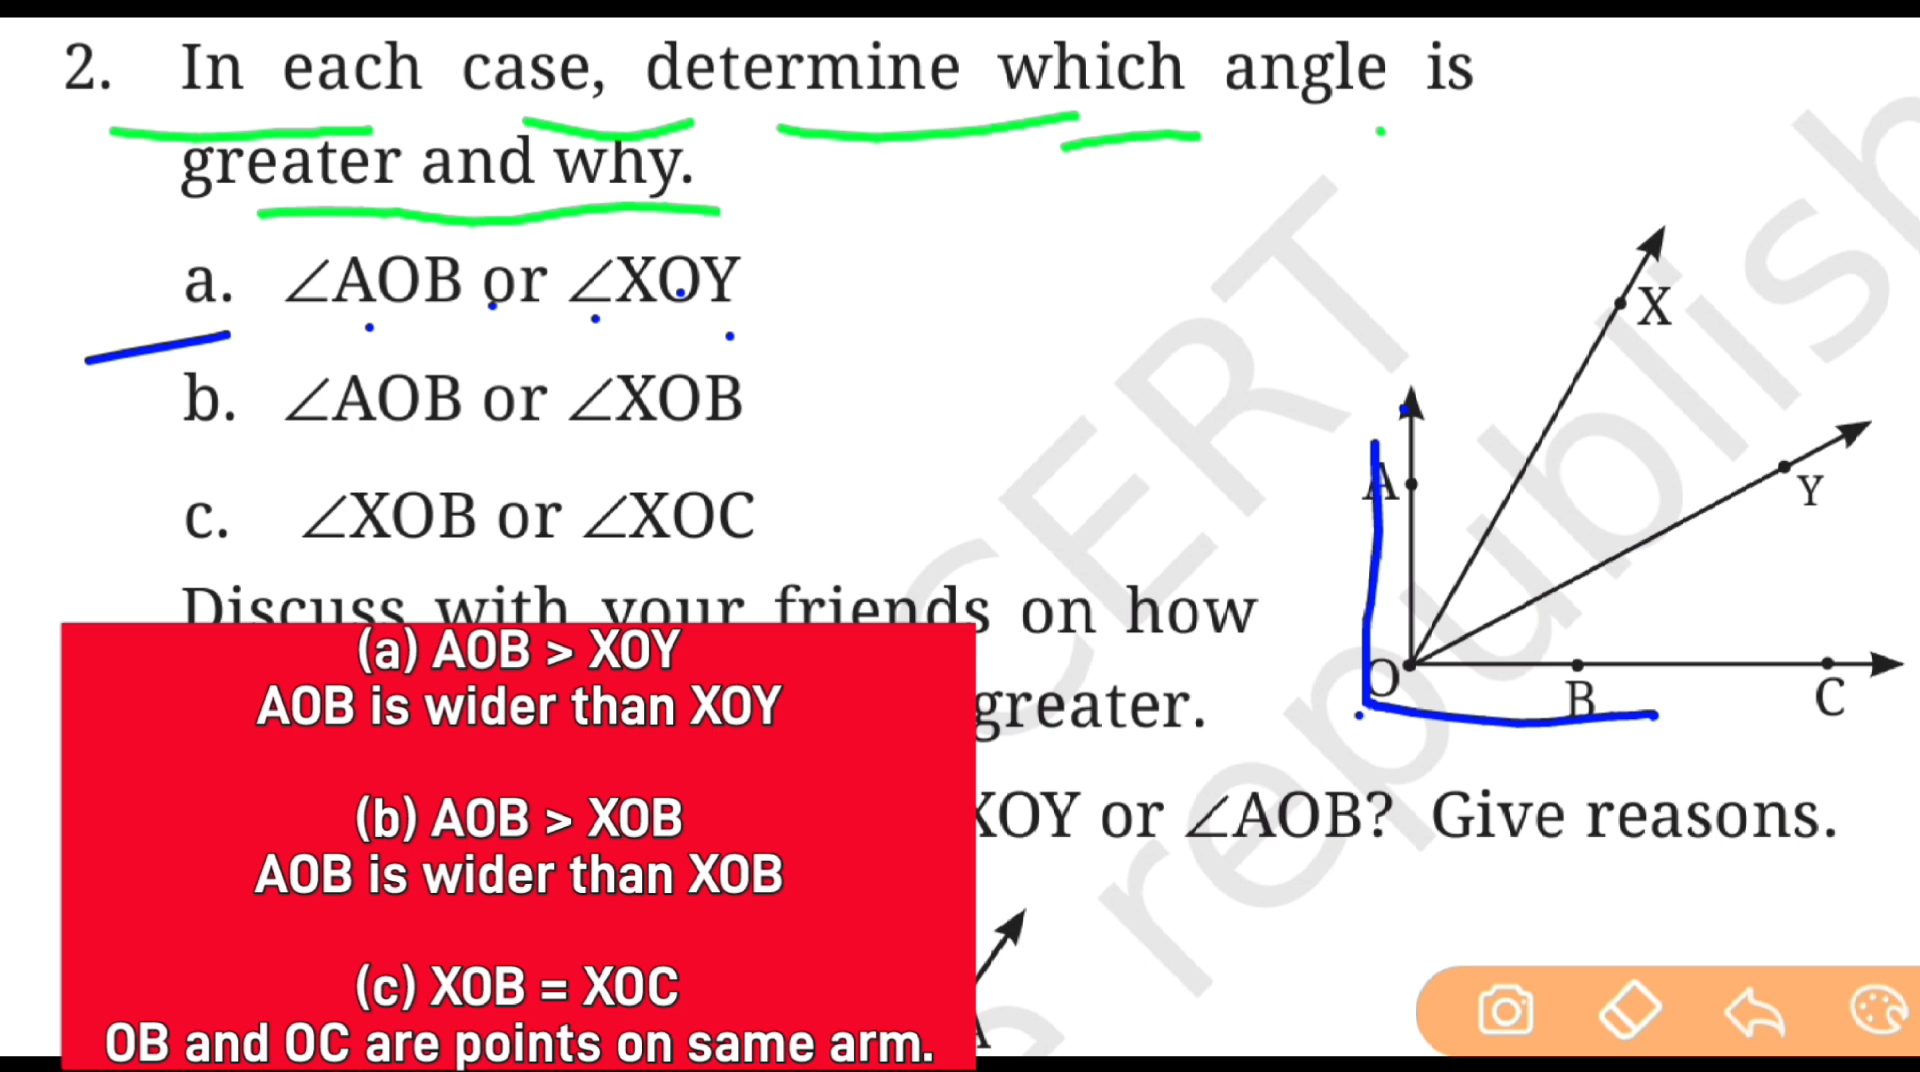 2. In each case, determine which angle is
greater and why.
a. ∠AOB or ∠XOY
b. ∠AOB or ∠XOB
c. ∠XOB or ∠XOC
Discuss with your friends on how
greater.
XOY or ∠AOB? Give reasons.
X
Y
A
O
B
C
(a) AOB > XOY
AOB is wider than XOY
(b) AOB > XOB
AOB is wider than XOB
(c) XOB = XOC
OB and OC are points on same arm.